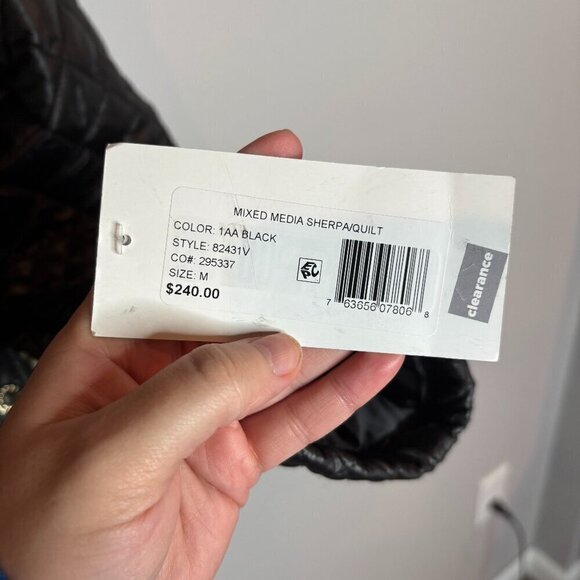 MIXED MEDIA SHERPA/QUILT
COLOR: 1AA BLACK
STYLE: 82431V
CO#: 295337
SIZE: M
$240.00
7 63656 07806 8
clearance